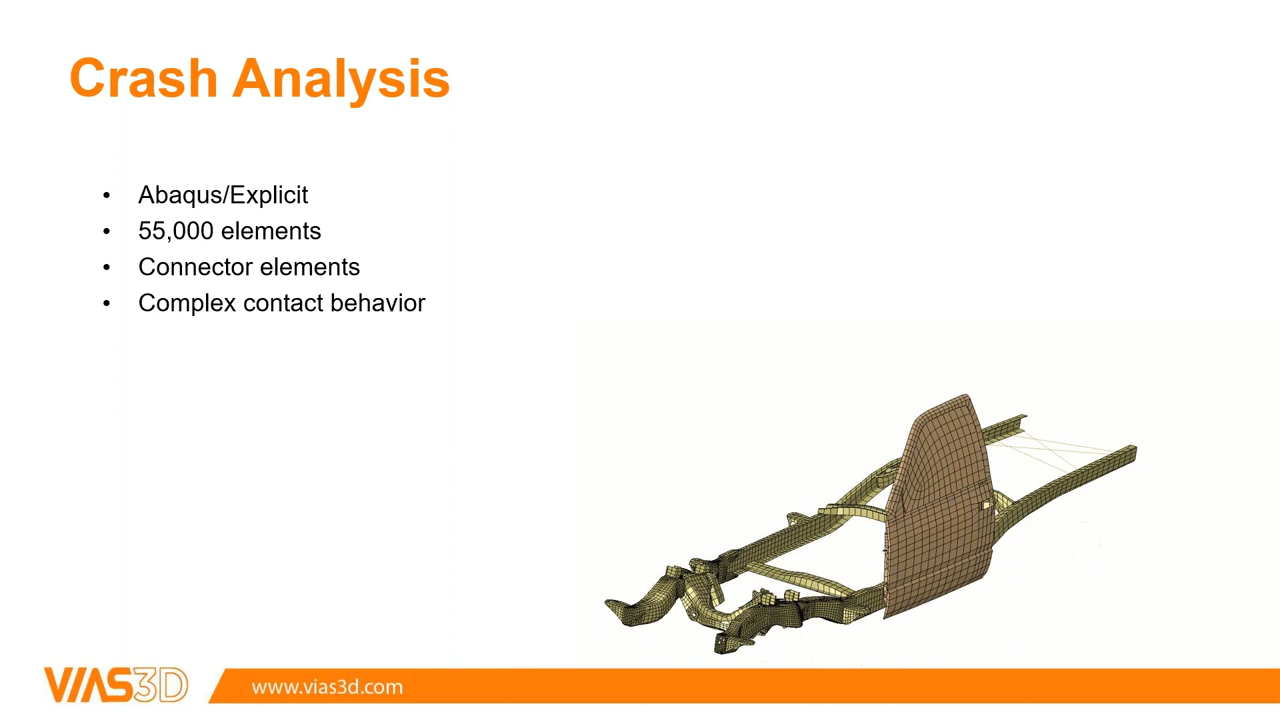 Crash Analysis
• Abaqus/Explicit
• 55,000 elements
• Connector elements
• Complex contact behavior
VIAS3D
www.vias3d.com